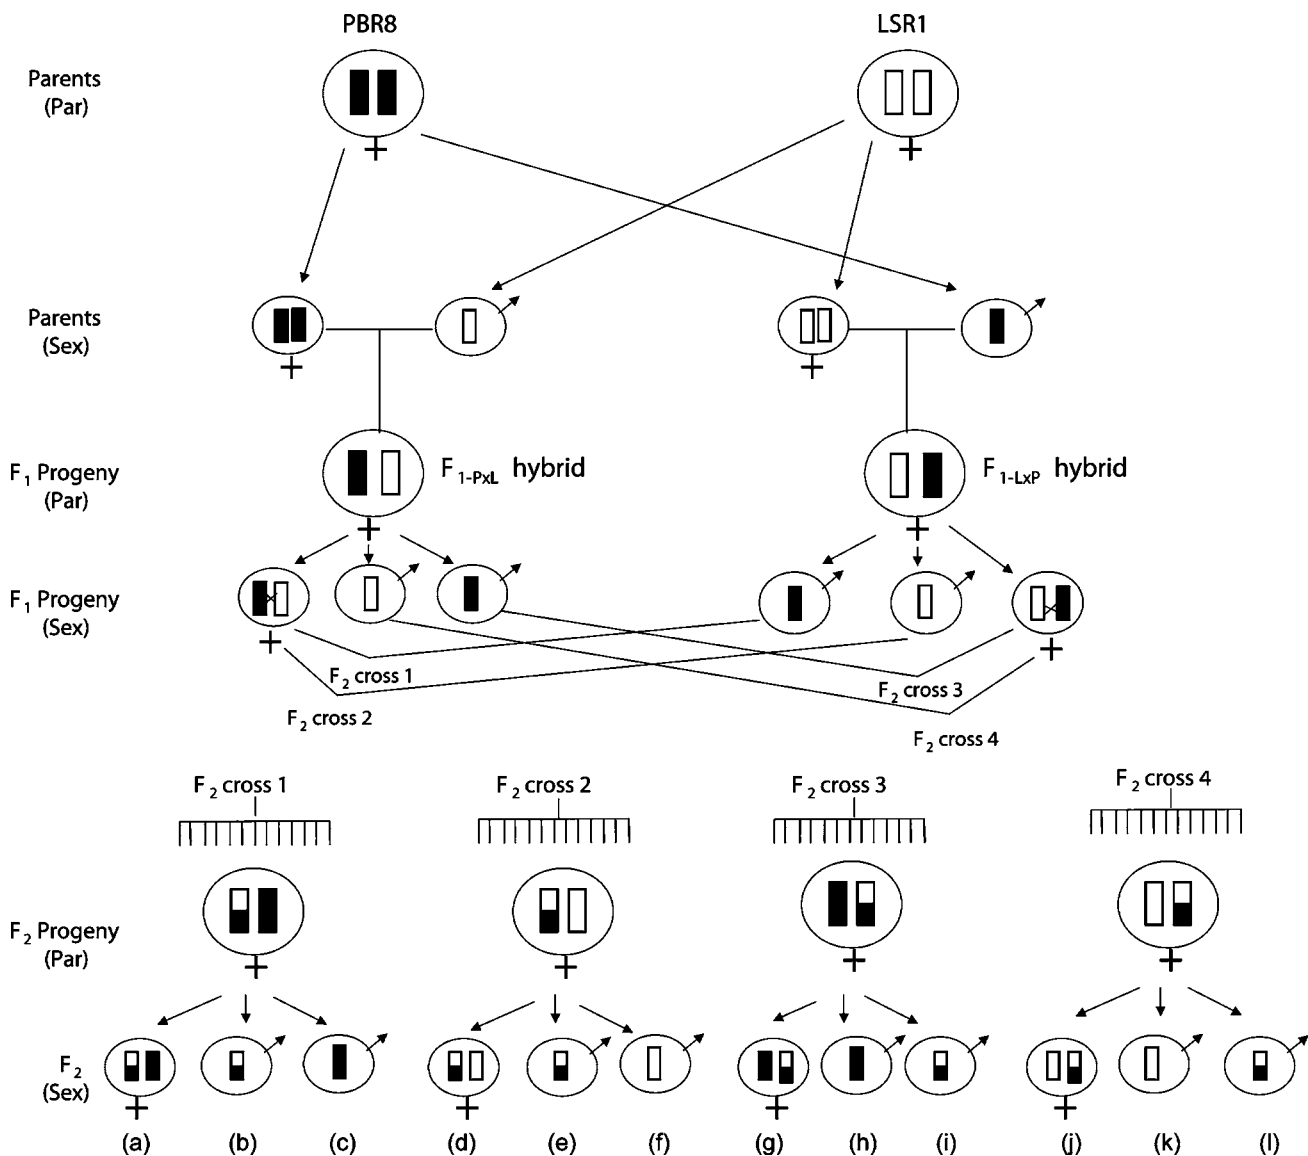 PBR8 LSR1
Parents
(Par)
Parents
(Sex)
F1 Progeny
(Par)
F1-PxL hybrid
F1-LxP hybrid
F1 Progeny
(Sex)
F2 cross 1
F2 cross 2
F2 cross 3
F2 cross 4
F2 cross 1 F2 cross 2 F2 cross 3 F2 cross 4
F2 Progeny
(Par)
F2
(Sex)
(a) (b) (c) (d) (e) (f) (g) (h) (i) (j) (k) (l)